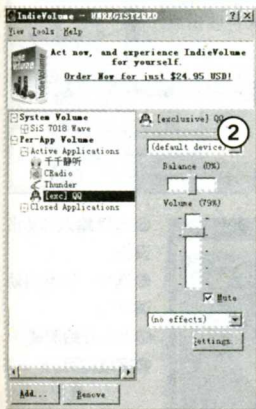 IndieVolume - UNREGISTERED
View Tools Help
Act now, and experience IndieVolume
for yourself.
Order Now for just $24.95 USD!
System Volume
SiS 7018 Wave
Per-App Volume
Active Applications
千千静听
CRadio
Thunder
[exc] QQ
Closed Applications
[exclusive] QQ
2
(default device)
Balance (0%)
Volume (79%)
Mute
(no effects)
Settings
Add...
Remove